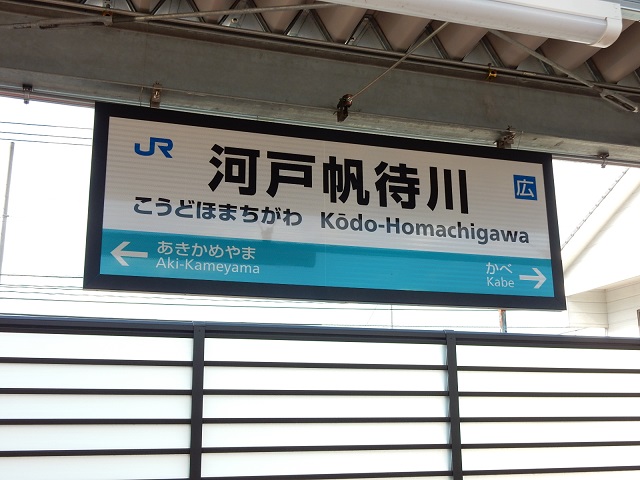 JR 河戸帆待川 広
こうどほまちがわ Kōdo-Homachigawa
← あきかめやま かべ →
Aki-Kameyama Kabe